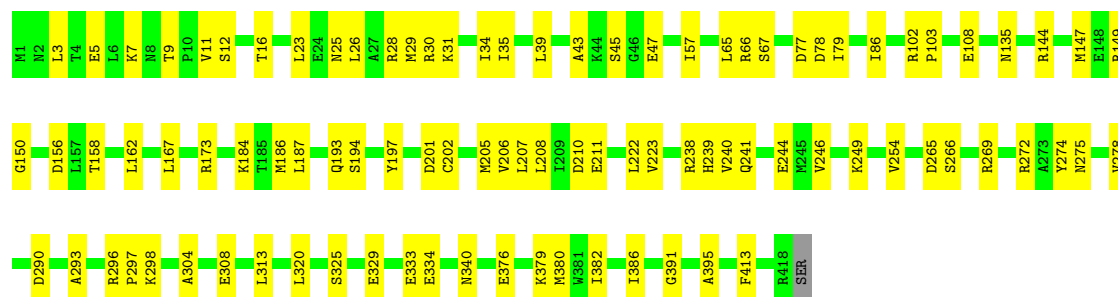 M1 N2 L3 T4 E5 L6 K7 N8 T9 P10 V11 S12 T16 L23 E24 N25 L26 A27 R28 M29 R30 K31 I34 I35 L39 A43 K44 S45 G46 E47 I57 L65 R66 S67 D77 D78 I79 I86 R102 P103 E108 N135 R144 M147 E148 R149
G150 D156 L157 T158 L162 L167 R173 K184 T185 M186 L187 Q193 S194 Y197 D201 C202 M205 V206 L207 L208 I209 D210 E211 L222 V223 R238 H239 V240 Q241 E244 M245 V246 K249 V254 D265 S266 R269 R272 A273 Y274 N275
D290 A293 R296 P297 K298 A304 E308 L313 L320 S325 E329 E333 E334 N340 E376 K379 M380 W381 I382 I386 G391 A395 F413 R418 SER